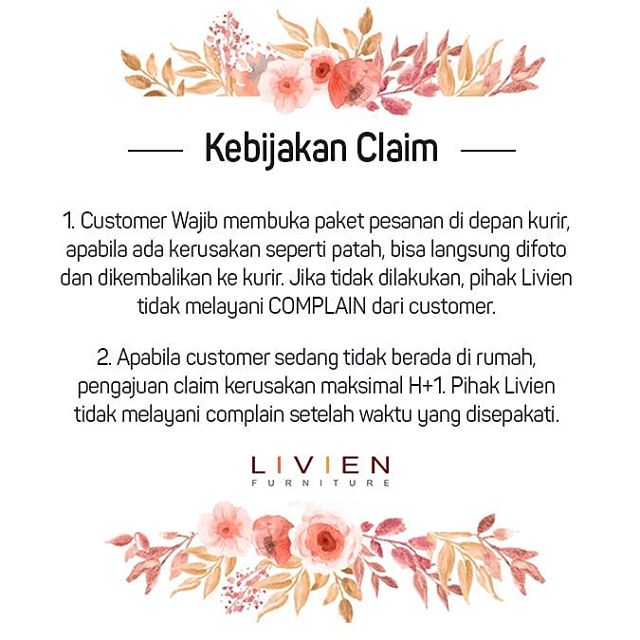 Kebijakan Claim
1. Customer Wajib membuka paket pesanan di depan kurir,
apabila ada kerusakan seperti patah, bisa langsung difoto
dan dikembalikan ke kurir. Jika tidak dilakukan, pihak Livien
tidak melayani COMPLAIN dari customer.
2. Apabila customer sedang tidak berada di rumah,
pengajuan claim kerusakan maksimal H+1. Pihak Livien
tidak melayani complain setelah waktu yang disepakati.
LIVIEN
FURNITURE